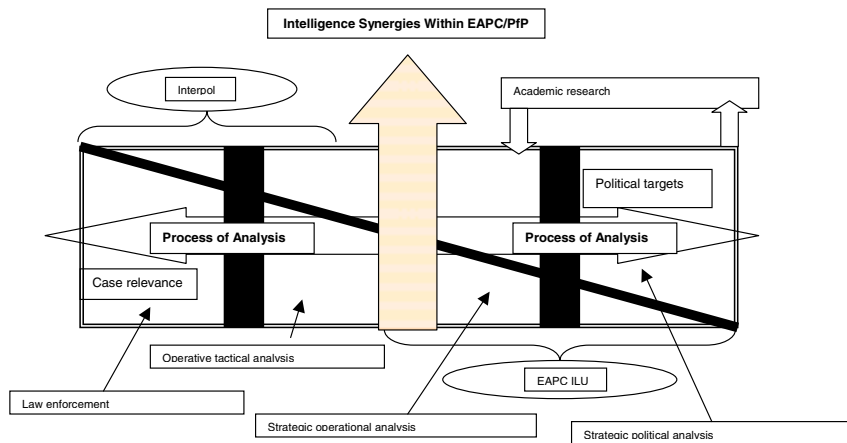 Intelligence Synergies Within EAPC/PfP
Interpol
Academic research
Political targets
Process of Analysis
Process of Analysis
Case relevance
Operative tactical analysis
EAPC ILU
Law enforcement
Strategic operational analysis
Strategic political analysis